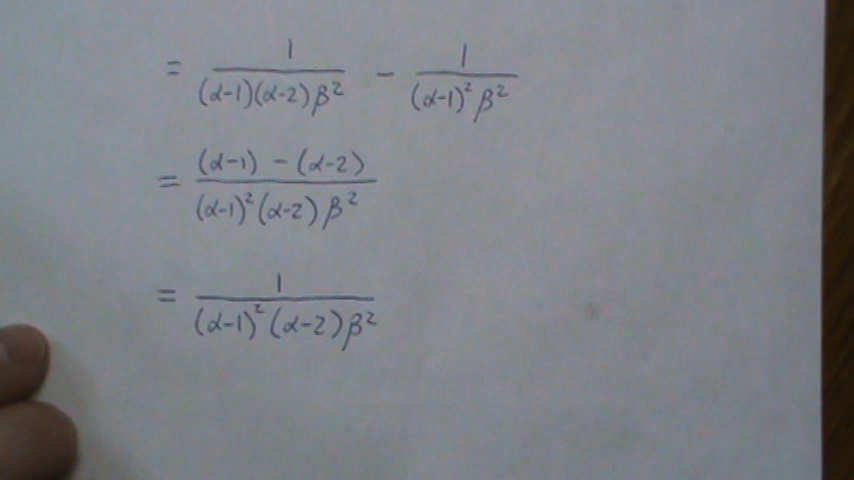 = 1/((α-1)(α-2)β²) - 1/((α-1)²β²)
= ((α-1) - (α-2))/((α-1)²(α-2)β²)
= 1/((α-1)²(α-2)β²)